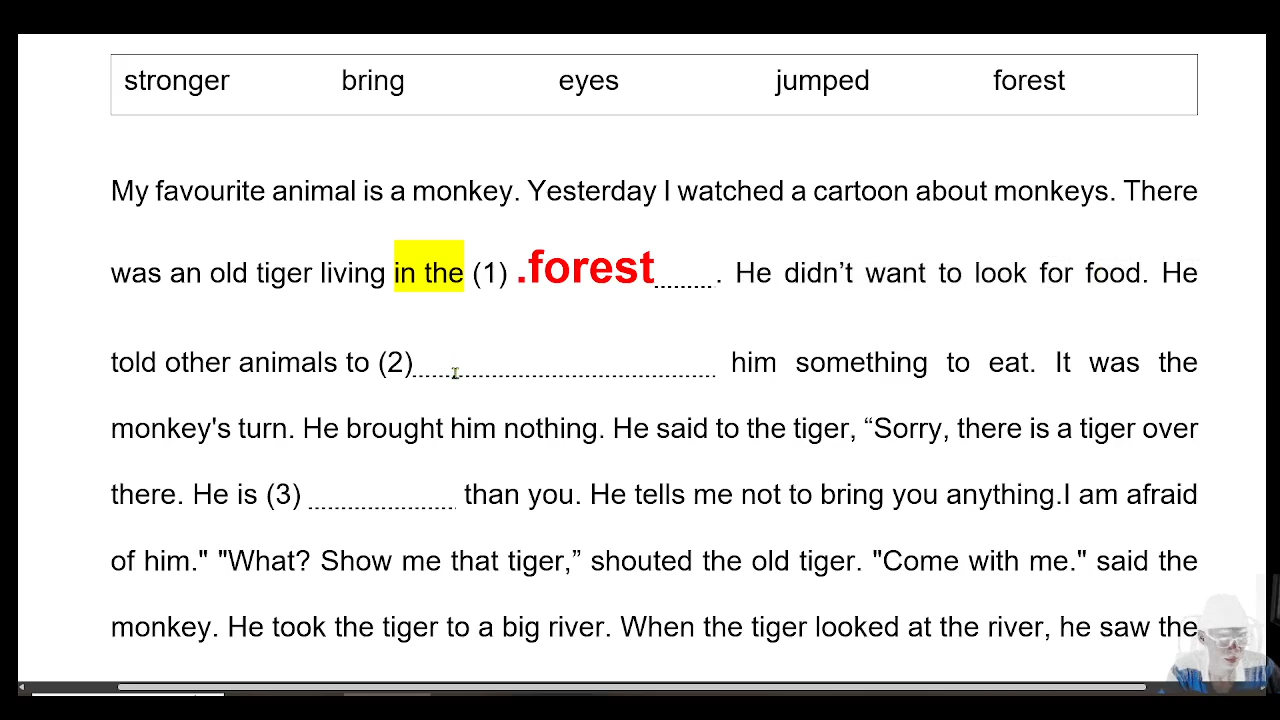 stronger bring eyes jumped forest
My favourite animal is a monkey. Yesterday I watched a cartoon about monkeys. There
was an old tiger living in the (1) .forest........ . He didn’t want to look for food. He
told other animals to (2)..................................... him something to eat. It was the
monkey's turn. He brought him nothing. He said to the tiger, “Sorry, there is a tiger over
there. He is (3) .................. than you. He tells me not to bring you anything.I am afraid
of him." "What? Show me that tiger,” shouted the old tiger. "Come with me." said the
monkey. He took the tiger to a big river. When the tiger looked at the river, he saw the